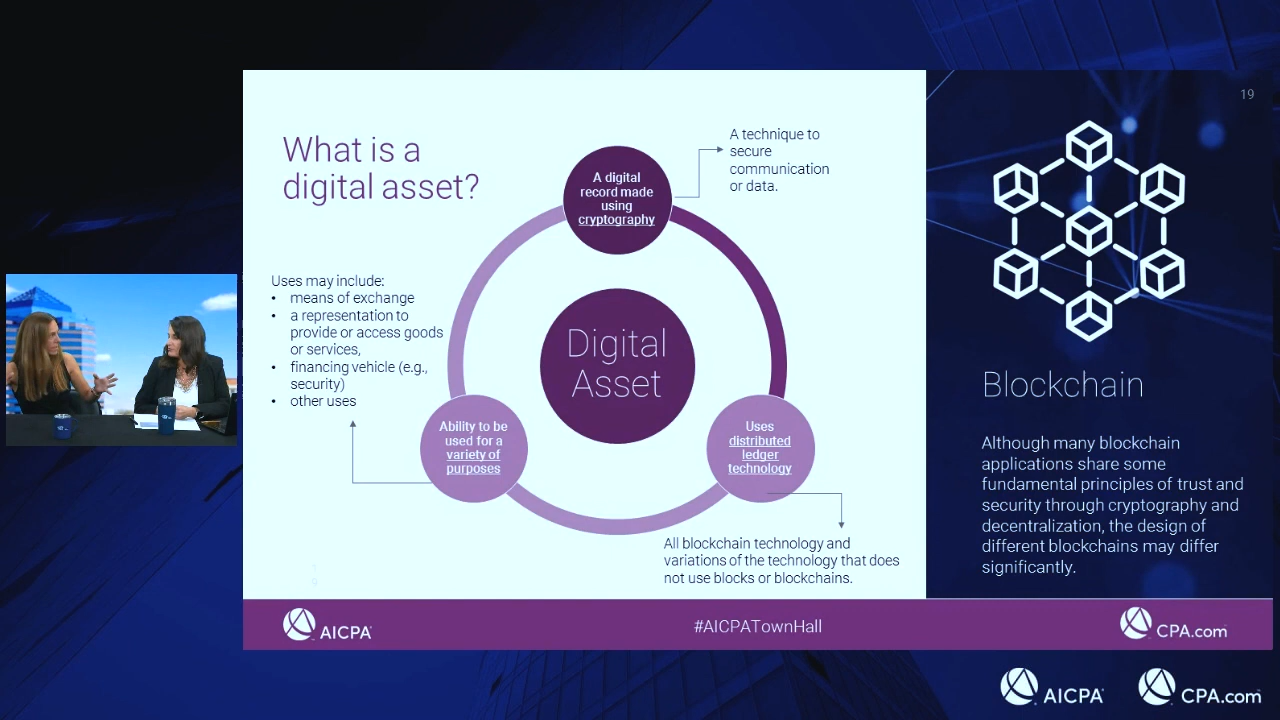 19
What is a
digital asset?
A digital
record made
using
cryptography
A technique to
secure
communication
or data.
Uses may include:
• means of exchange
• a representation to
provide or access goods
or services,
• financing vehicle (e.g.,
security)
• other uses
Digital
Asset
Ability to be
used for a
variety of
purposes
Uses
distributed
ledger
technology
All blockchain technology and
variations of the technology that does
not use blocks or blockchains.
Blockchain
Although many blockchain
applications share some
fundamental principles of trust and
security through cryptography and
decentralization, the design of
different blockchains may differ
significantly.
AICPA
#AICPATownHall
CPA.com
AICPA
CPA.com